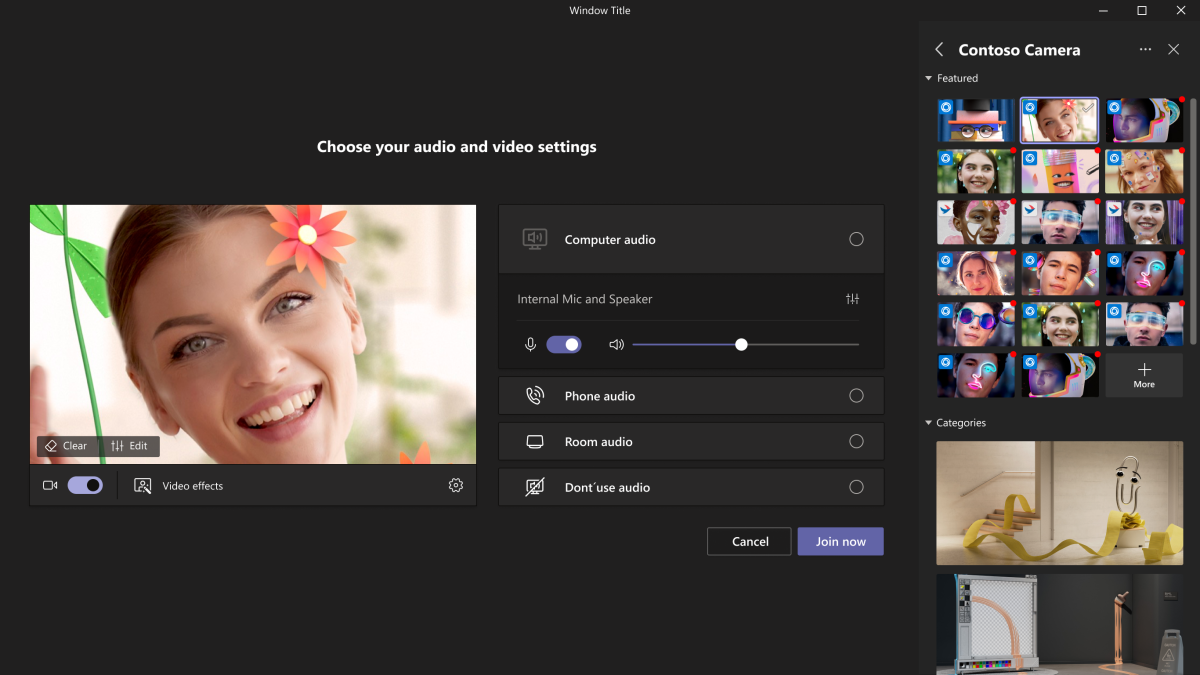 Window Title
Contoso Camera
Featured
Choose your audio and video settings
Computer audio
Internal Mic and Speaker
Phone audio
Room audio
Dont´use audio
Clear
Edit
Video effects
Cancel
Join now
More
Categories